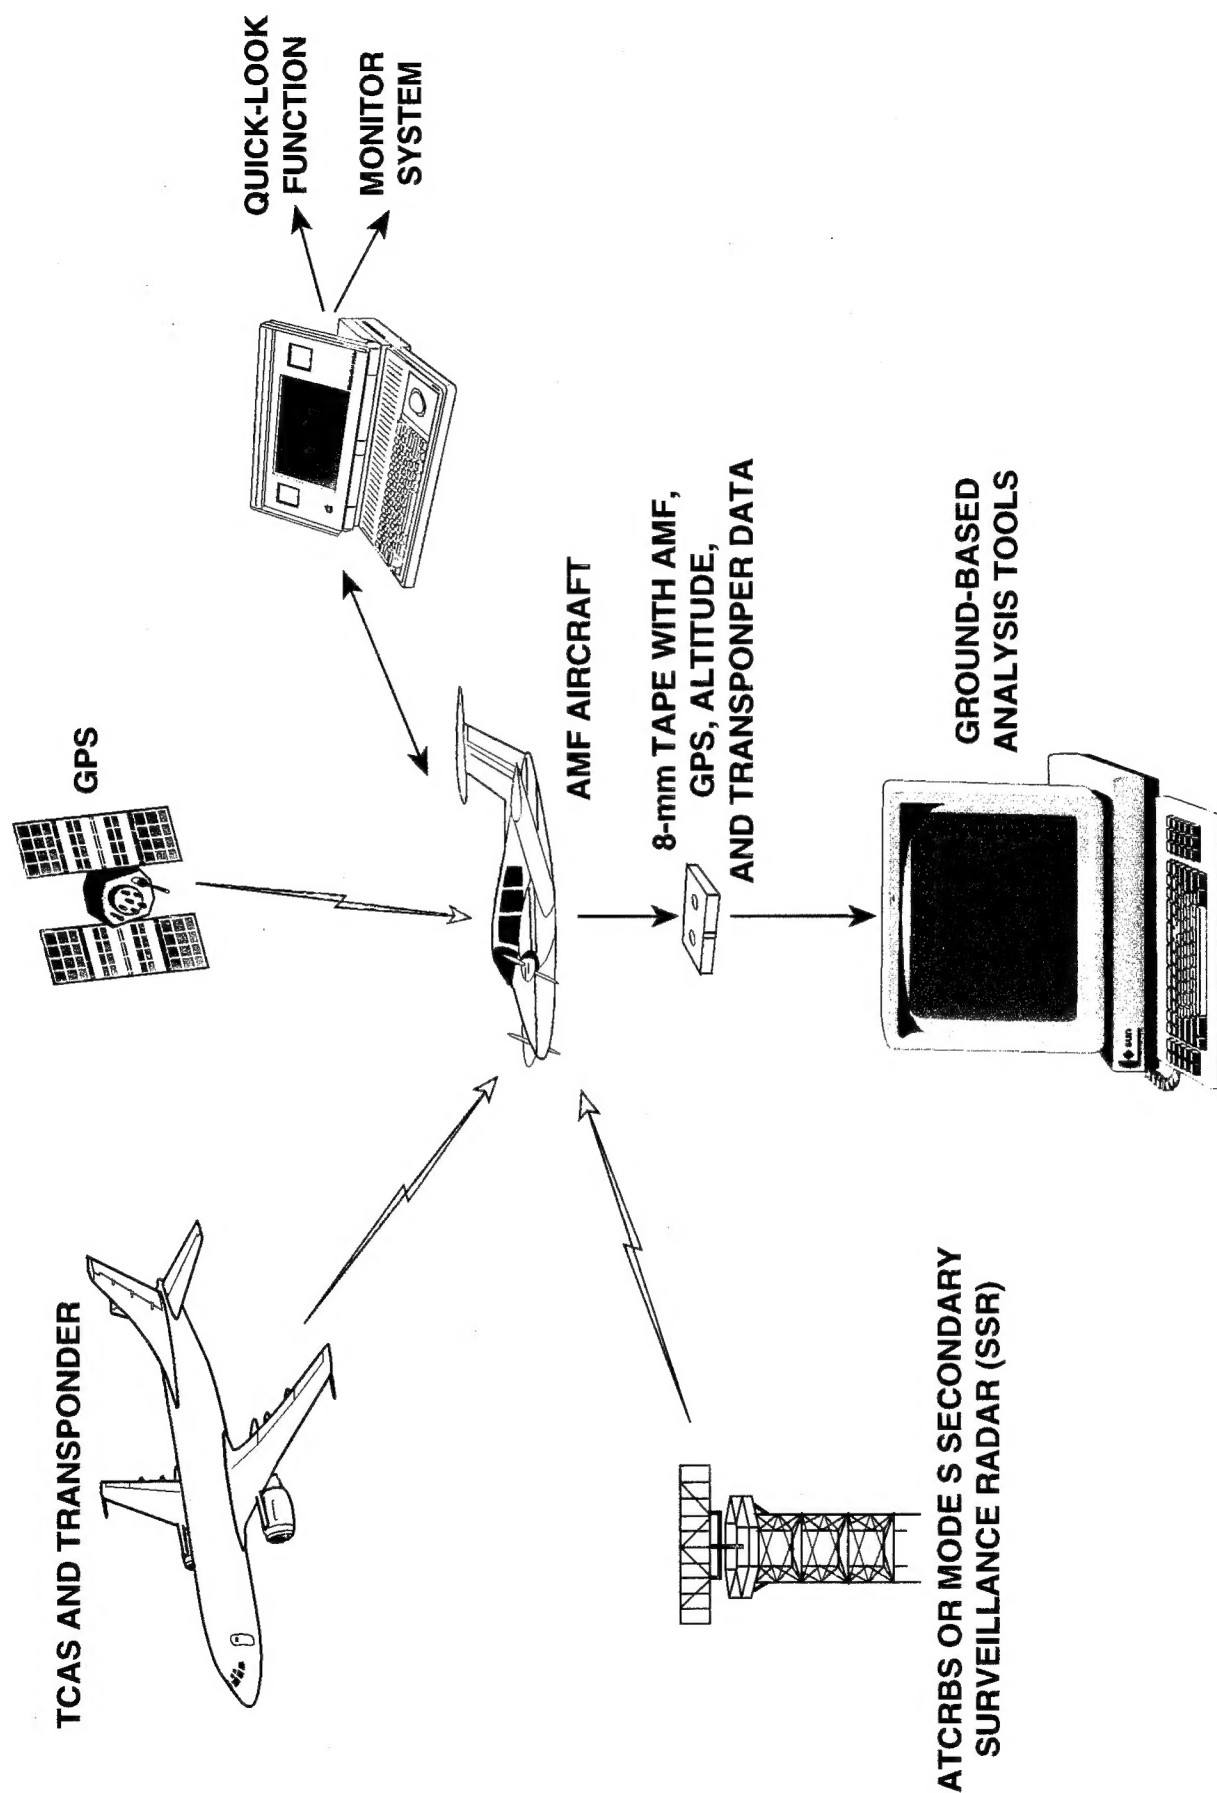 TCAS AND TRANSPONDER
GPS
QUICK-LOOK
FUNCTION
MONITOR
SYSTEM
AMF AIRCRAFT
8-mm TAPE WITH AMF,
GPS, ALTITUDE,
AND TRANSPONPER DATA
ATCRBS OR MODE S SECONDARY
SURVEILLANCE RADAR (SSR)
GROUND-BASED
ANALYSIS TOOLS
sun